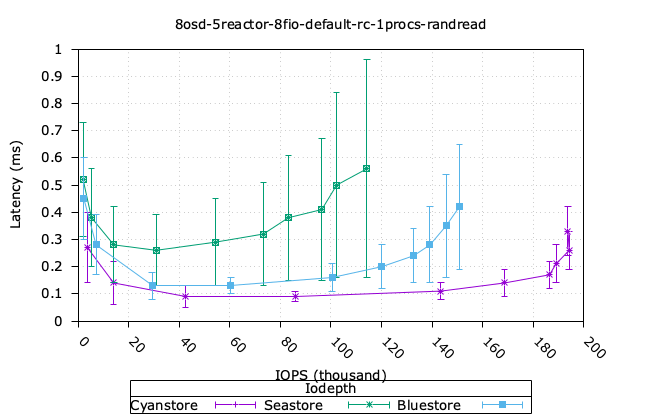 8osd-5reactor-8fio-default-rc-1procs-randread
1
0.9
0.8
0.7
0.6
0.5
0.4
0.3
0.2
0.1
0
Latency (ms)
0 20 40 60 80 100 120 140 160 180 200
IOPS (thousand)
Iodepth
Cyanstore Seastore Bluestore